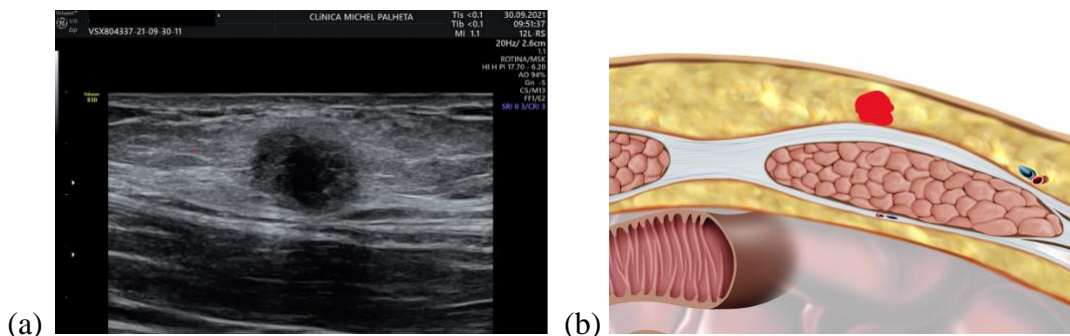 CLíNICA MICHEL PALHETA
VSX804337-21-09-30-11
TIs <0.1
TIb <0.1
MI 1.1
30.09.2021
09:51:37
12L-RS
20Hz/ 2.6cm
1.1
ROTINA/MSK
HI H PI 17.70 - 6.20
AO 94%
Gn -5
CS/M13
FF1/E2
SRI II 3/CRI 3
(a)
(b)